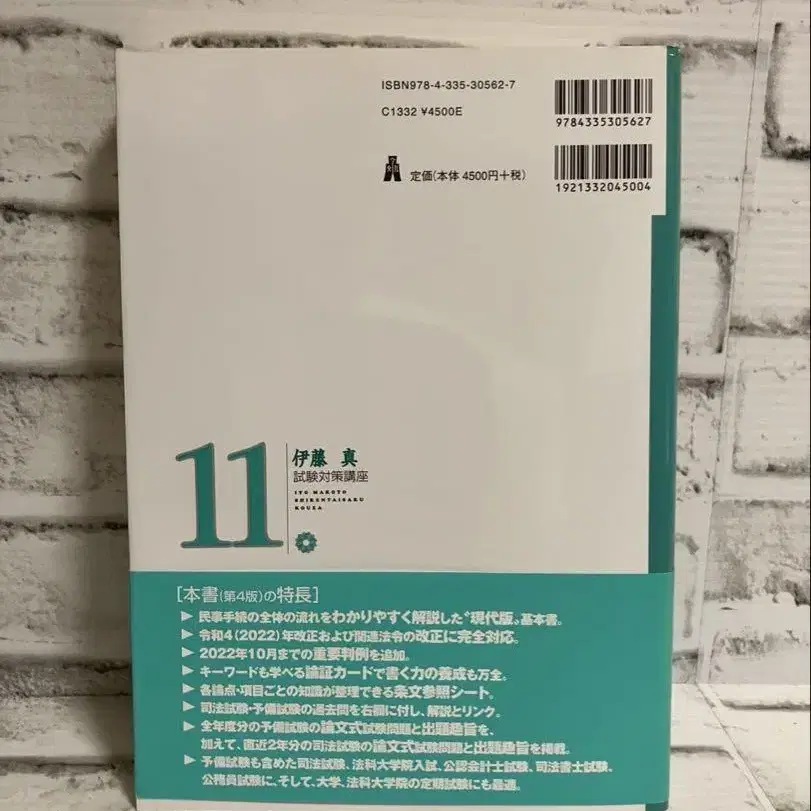 ISBN978-4-335-30562-7
C1332 ¥4500E
9784335305627
定価(本体 4500円+税)
1921332045004
11
伊藤 真
試験対策講座
ITO MAKOTO
SHIKENTAISAKU
KOUZA
[本書(第4版)の特長]
▶ 民事手続の全体の流れをわかりやすく解説した“現代版”基本書。
▶ 令和4(2022)年改正および関連法令の改正に完全対応。
▶ 2022年10月までの重要判例を追加。
▶ キーワードも学べる論証カードで書く力の養成も万全。
▶ 各論点・項目ごとの知識が整理できる条文参照シート。
▶ 司法試験・予備試験の過去問を右欄に付し、解説とリンク。
▶ 全年度分の予備試験の論文式試験問題と出題趣旨を、
加えて、直近2年分の司法試験の論文式試験問題と出題趣旨を掲載。
▶ 予備試験も含めた司法試験、法科大学院入試、公認会計士試験、司法書士試験、
公務員試験に、そして、大学、法科大学院の定期試験にも最適。